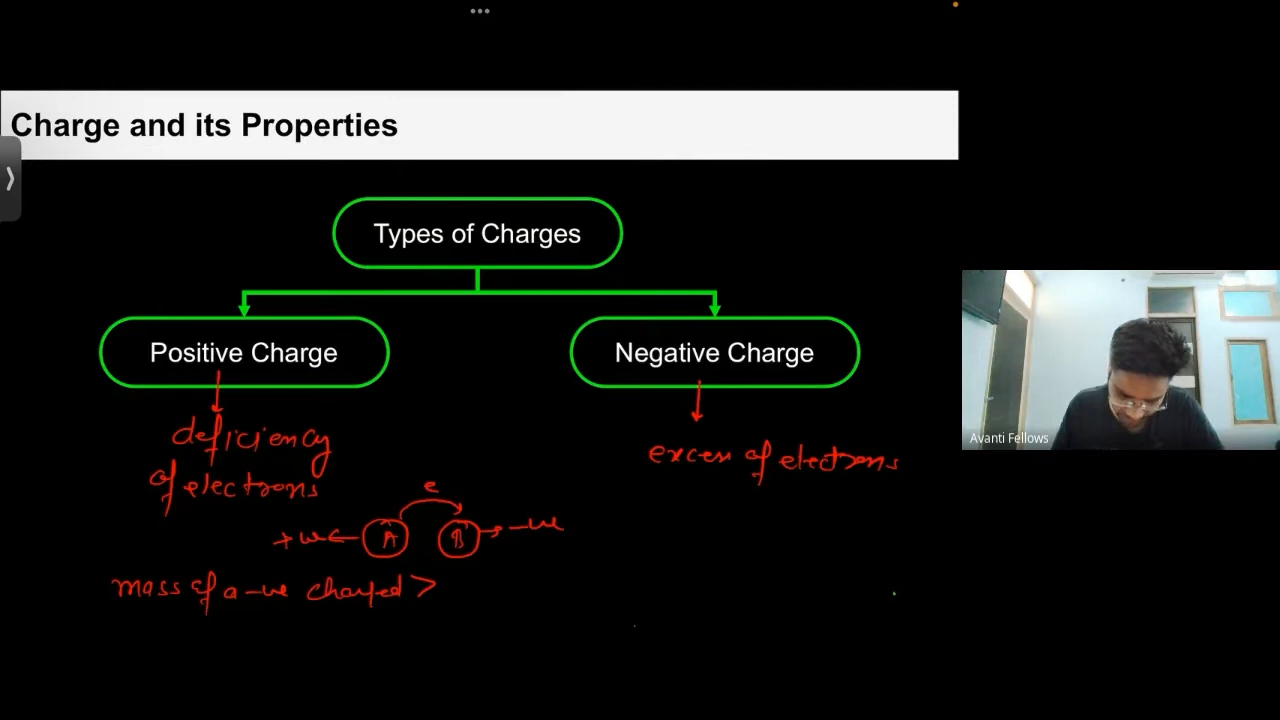 Charge and its Properties
Types of Charges
Positive Charge
Negative Charge
deficiency
of electrons
excess of electrons
e
+ve
A
B
-ve
mass of a -ve charged >
Avanti Fellows